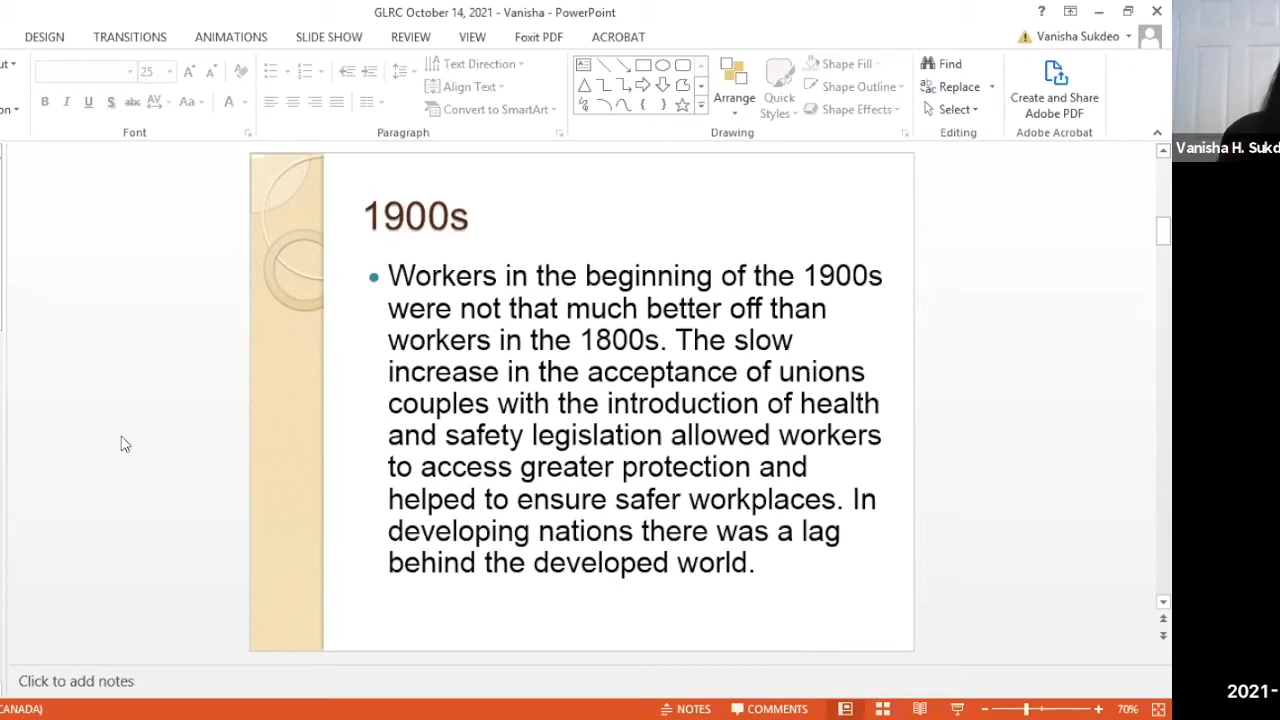 GLRC October 14, 2021 - Vanisha - PowerPoint
?
DESIGN TRANSITIONS ANIMATIONS SLIDE SHOW REVIEW VIEW Foxit PDF ACROBAT
Vanisha Sukdeo
25
Text Direction
Align Text
Convert to SmartArt
B I U S abc AV Aa A
Arrange
Quick
Styles
Shape Fill
Shape Outline
Shape Effects
Find
Replace
Select
Create and Share
Adobe PDF
Font
Paragraph
Drawing
Editing
Adobe Acrobat
Vanisha H. Sukd
1900s
• Workers in the beginning of the 1900s
were not that much better off than
workers in the 1800s. The slow
increase in the acceptance of unions
couples with the introduction of health
and safety legislation allowed workers
to access greater protection and
helped to ensure safer workplaces. In
developing nations there was a lag
behind the developed world.
Click to add notes
2021-
CANADA)
NOTES COMMENTS 70%